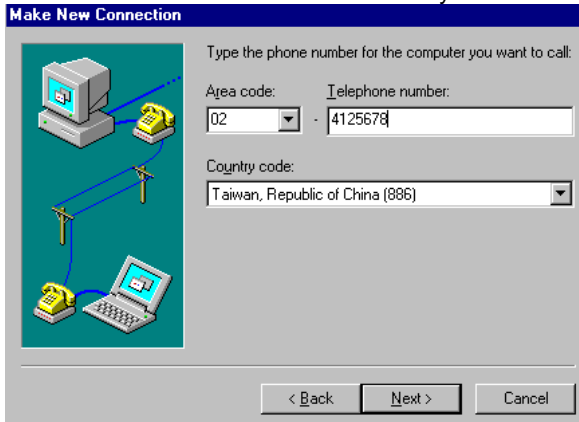 Make New Connection
Type the phone number for the computer you want to call:
Area code: Telephone number:
02 - 4125678
Country code:
Taiwan, Republic of China (886)
< Back Next > Cancel